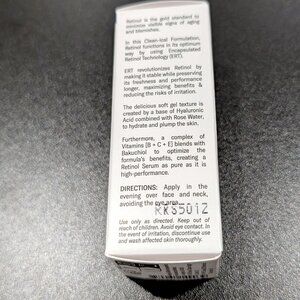 Retinol is the gold standard to
minimize visible signs of aging
and blemishes.
In this Clean-ical Formulation,
Retinol functions in its optimum
way by using Encapsulated
Retinol Technology (ERT).
ERT revolutionizes Retinol by
making it stable while preserving
its freshness and performance
longer, maximizing benefits &
reducing the risks of irritation.
The delicious soft gel texture is
created by a base of Hyaluronic
Acid combined with Rose Water,
to hydrate and plump the skin.
Furthermore, a complex of
Vitamins [B + C + E] blends with
Bakuchiol to optimize the
formula's benefits, creating a
Retinol Serum as pure as it is
high-performance.
DIRECTIONS: Apply in the
evening over face and neck,
avoiding the eye area.
RKS501Z
Use only as directed. Keep out of
reach of children. Avoid eye contact. In
the event of irritation, discontinue use
and wash affected skin thoroughly.